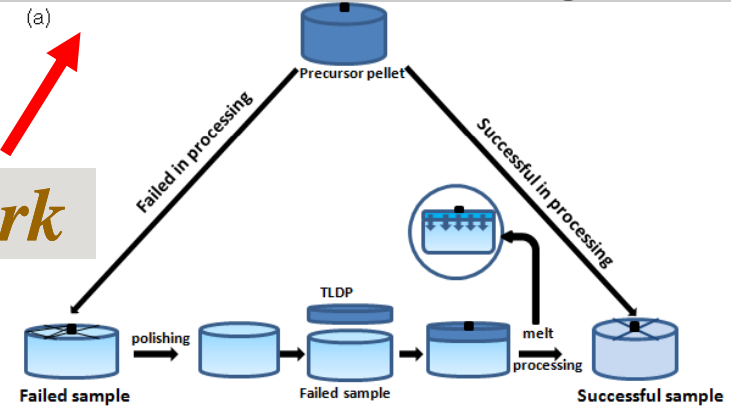 (a)
Precursor pellet
Failed in processing
Successful in processing
rk
TLDP
polishing
melt
processing
Failed sample
Failed sample
Successful sample